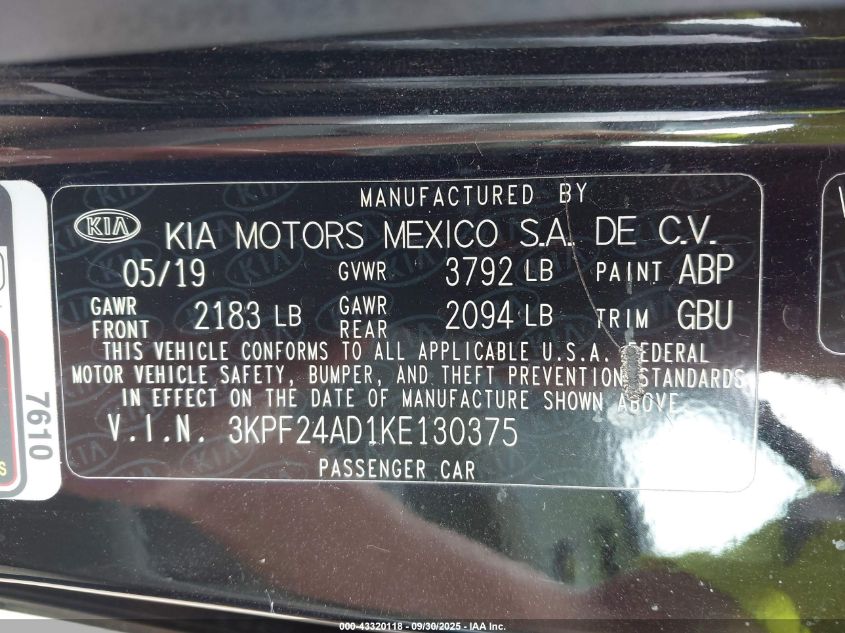 MANUFACTURED BY
KIA KIA MOTORS MEXICO S.A. DE C.V.
05/19 GVWR 3792 LB PAINT ABP
GAWR FRONT 2183 LB GAWR REAR 2094 LB TRIM GBU
THIS VEHICLE CONFORMS TO ALL APPLICABLE U.S.A. FEDERAL
MOTOR VEHICLE SAFETY, BUMPER, AND THEFT PREVENTION STANDARDS
IN EFFECT ON THE DATE OF MANUFACTURE SHOWN ABOVE.
V.I.N. 3KPF24AD1KE130375
PASSENGER CAR
7610
000-43320118 - 09/30/2025 - IAA Inc.